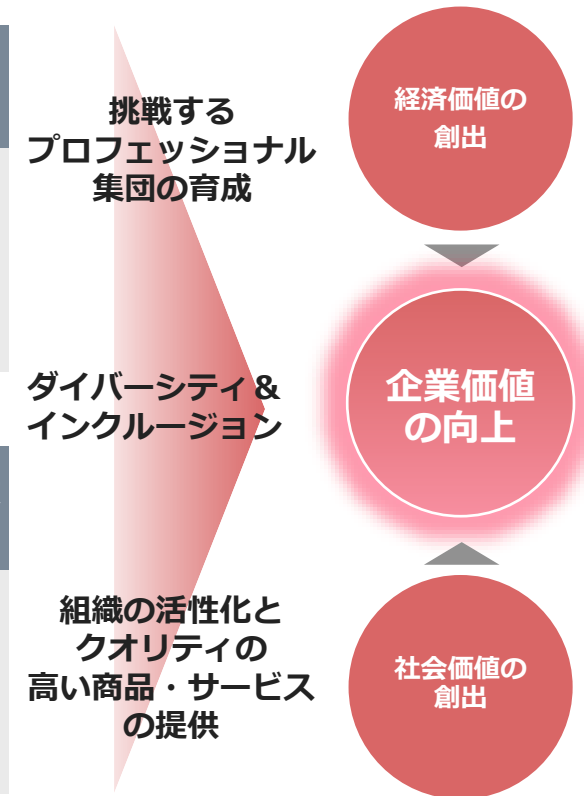 挑戦する
プロフェッショナル
集団の育成
ダイバーシティ＆
インクルージョン
組織の活性化と
クオリティの
高い商品・サービス
の提供
経済価値の
創出
企業価値
の向上
社会価値の
創出